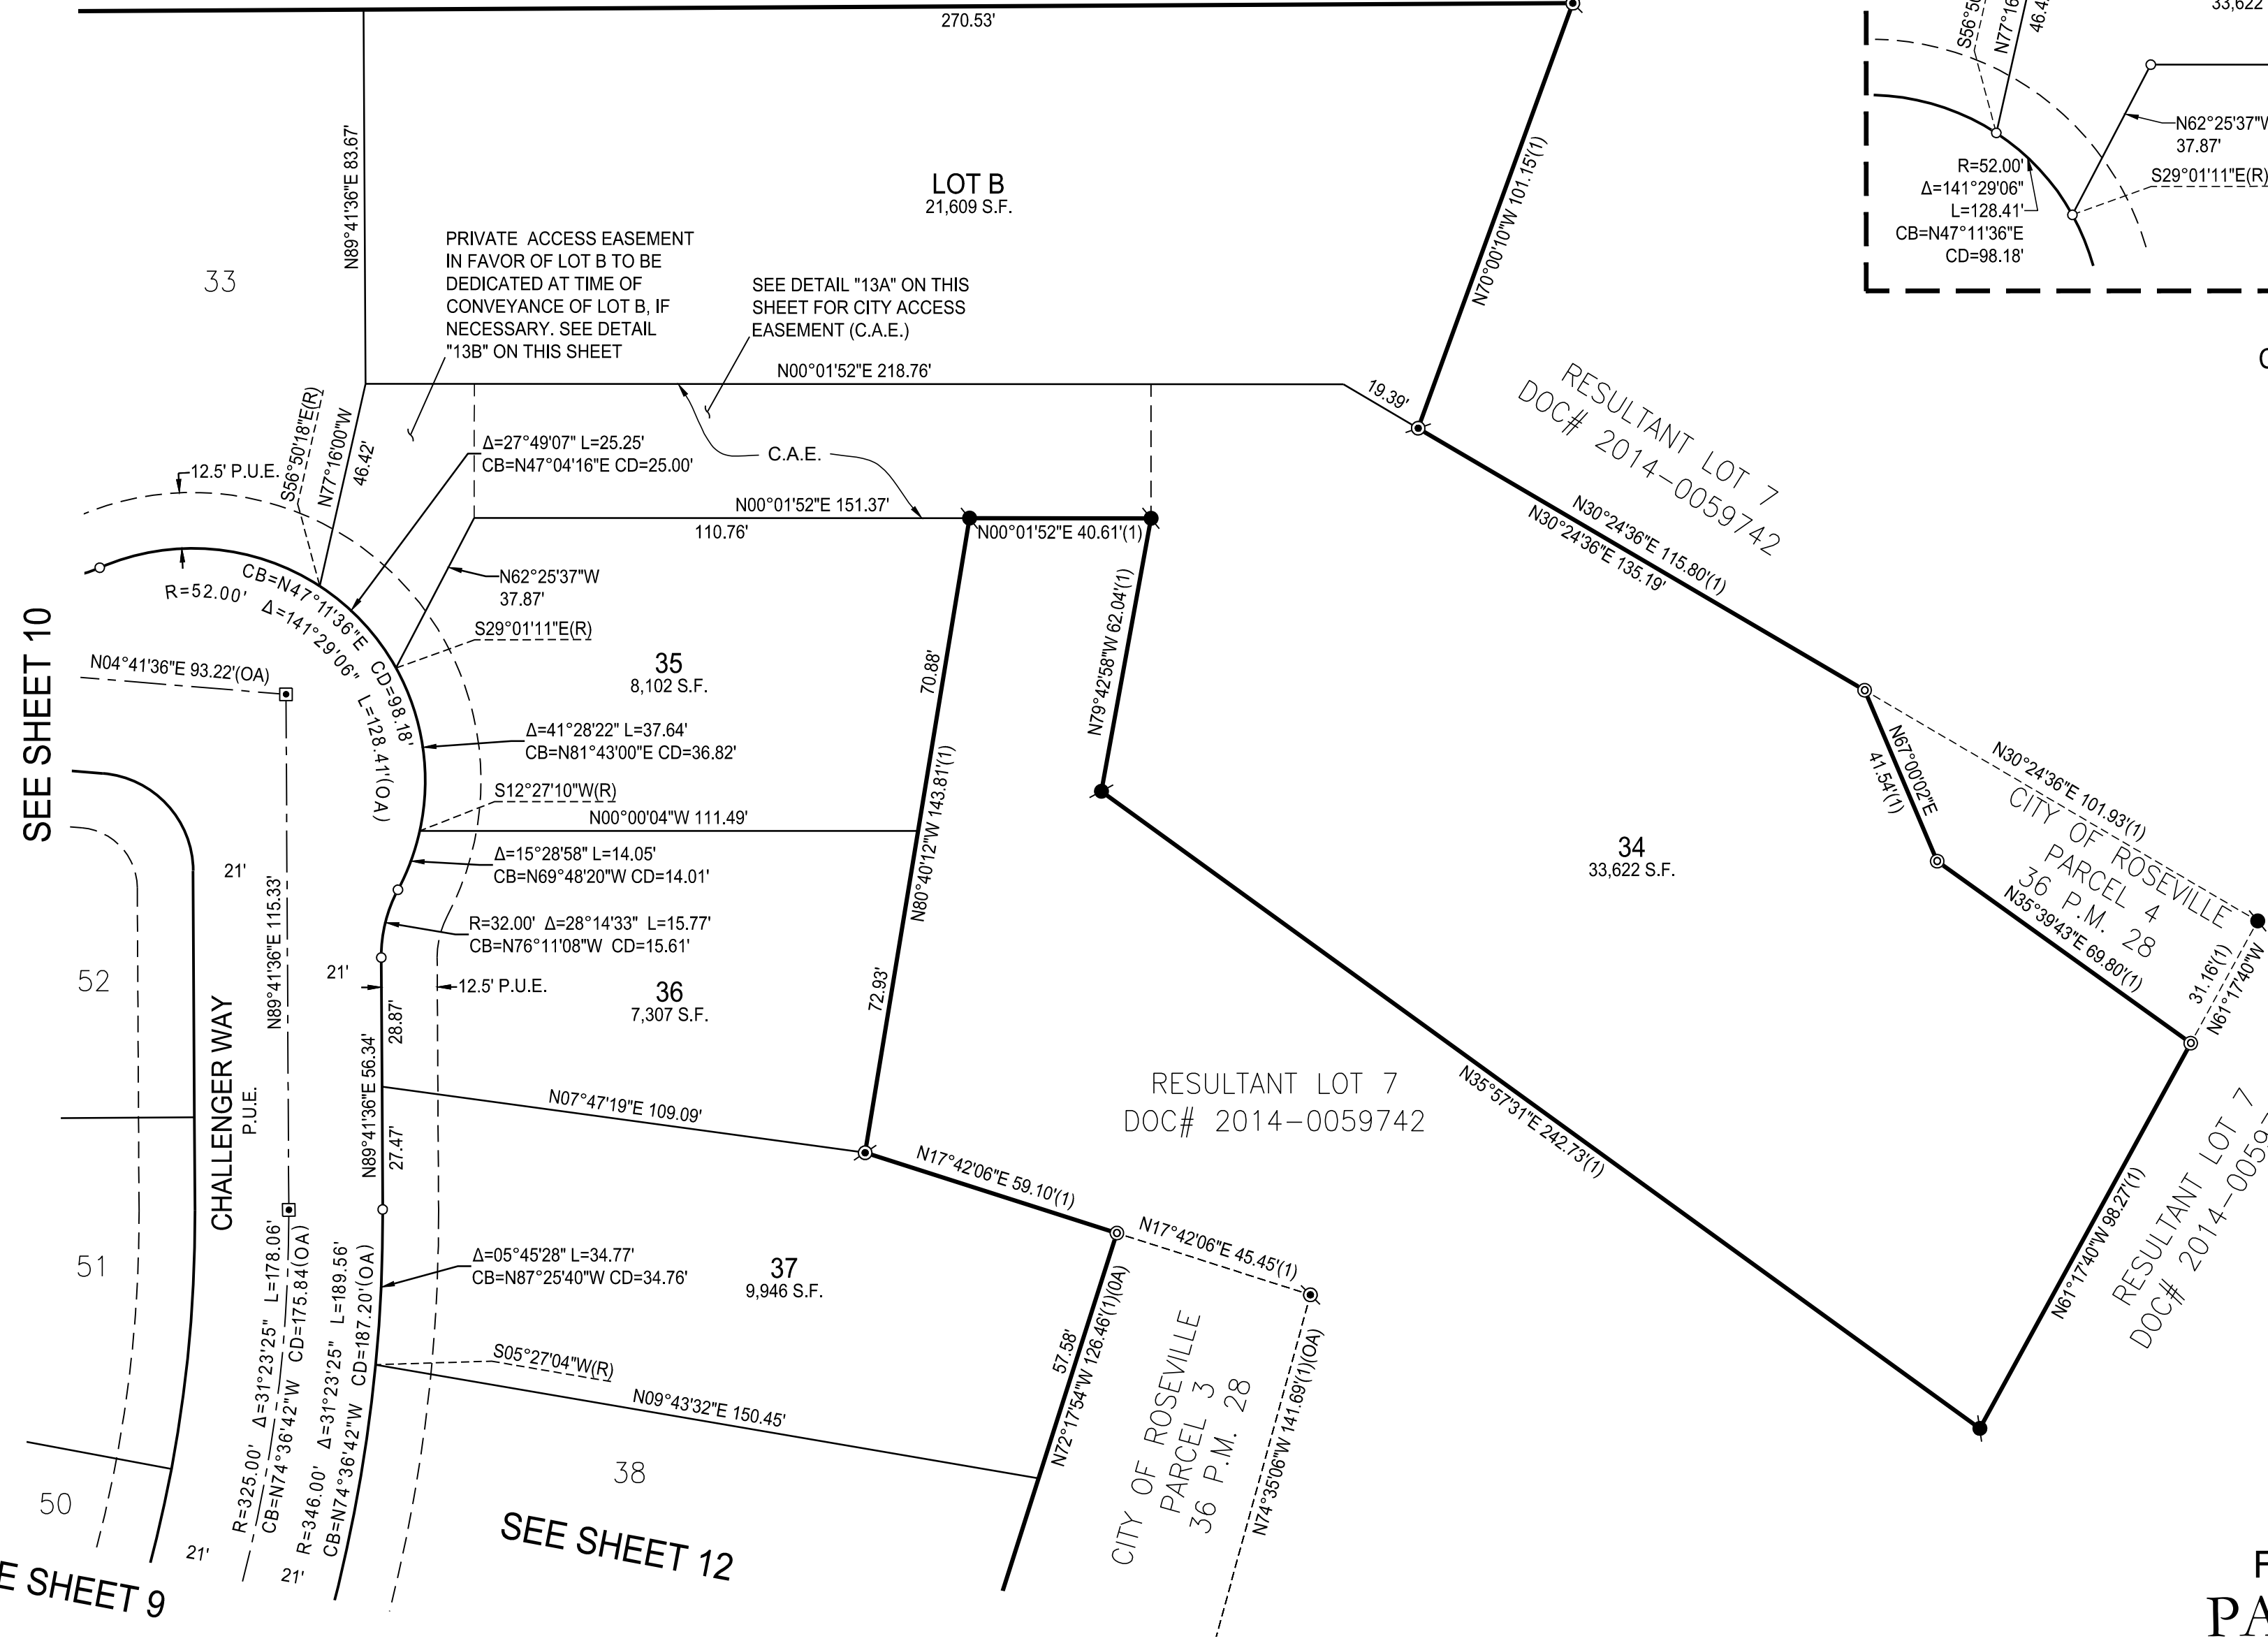 270.53'
N89°41'36"E 83.67'
33
LOT B
21,609 S.F.
N70°00'10"W 101.15'(1)
PRIVATE ACCESS EASEMENT
IN FAVOR OF LOT B TO BE
DEDICATED AT TIME OF
CONVEYANCE OF LOT B, IF
NECESSARY. SEE DETAIL
"13B" ON THIS SHEET
SEE DETAIL "13A" ON THIS
SHEET FOR CITY ACCESS
EASEMENT (C.A.E.)
N00°01'52"E 218.76'
19.39'
33,622
N77°16
46.4
N62°25'37"W
37.87'
S29°01'11"E(R)
R=52.00'
Δ=141°29'06"
L=128.41'
CB=N47°11'36"E
CD=98.18'
RESULTANT LOT 7
DOC# 2014-0059742
S56°50'18"E(R)
N77°16'00"W
46.42'
12.5' P.U.E.
Δ=27°49'07" L=25.25'
CB=N47°04'16"E CD=25.00'
C.A.E.
N00°01'52"E 151.37'
110.76'
N00°01'52"E 40.61'(1)
N30°24'36"E 115.80'(1)
N30°24'36"E 135.19'
N62°25'37"W
37.87'
S29°01'11"E(R)
CB=N47°11'36"E CD=98.18'
R=52.00' Δ=141°29'06" L=128.41'(OA)
SEE SHEET 10
N04°41'36"E 93.22'(OA)
35
8,102 S.F.
70.88'
N79°42'58"W 62.04'(1)
Δ=41°28'22" L=37.64'
CB=N81°43'00"E CD=36.82'
S12°27'10"W(R)
N00°00'04"W 111.49'
N80°40'12"W 143.81'(1)
Δ=15°28'58" L=14.05'
CB=N69°48'20"W CD=14.01'
R=32.00' Δ=28°14'33" L=15.77'
CB=N76°11'08"W CD=15.61'
34
33,622 S.F.
N67°00'02"E
41.54'(1)
N30°24'36"E 101.93'(1)
CITY OF ROSEVILLE
PARCEL 4
36 P.M. 28
N35°39'43"E 69.80'(1)
31.16'(1)
N61°17'40"W
21'
N89°41'36"E 115.33'
21'
12.5' P.U.E.
36
7,307 S.F.
72.93'
52
CHALLENGER WAY
P.U.E.
28.87'
N89°41'36"E 56.34'
27.47'
N07°47'19"E 109.09'
RESULTANT LOT 7
DOC# 2014-0059742
N35°57'31"E 242.73'(1)
N17°42'06"E 59.10'(1)
N17°42'06"E 45.45'(1)
N61°17'40"W 98.27'(1)
RESULTANT LOT 7
DOC# 2014-0059
51
Δ=05°45'28" L=34.77'
CB=N87°25'40"W CD=34.76'
37
9,946 S.F.
S05°27'04"W(R)
N09°43'32"E 150.45'
57.58'
N72°17'54"W 126.46'(1)(0A)
CITY OF ROSEVILLE
PARCEL 3
36 P.M. 28
N74°35'06"W 141.69'(1)(OA)
R=325.00' Δ=31°23'25" L=178.06'
CB=N74°36'42"W CD=175.84(OA)
R=346.00' Δ=31°23'25" L=189.56'
CB=N74°36'42"W CD=187.20'(OA)
50
21'
21'
38
SEE SHEET 12
E SHEET 9
F
PA